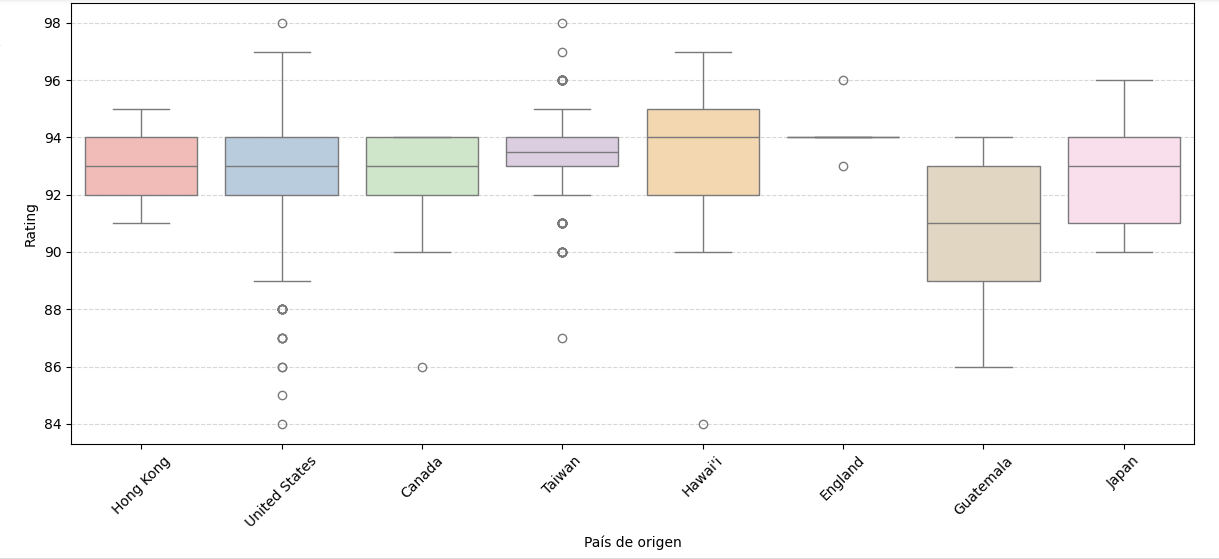 98
96
94
92
90
88
86
84
Rating
Hong Kong
United States
Canada
Taiwan
Hawai'i
England
Guatemala
Japan
País de origen